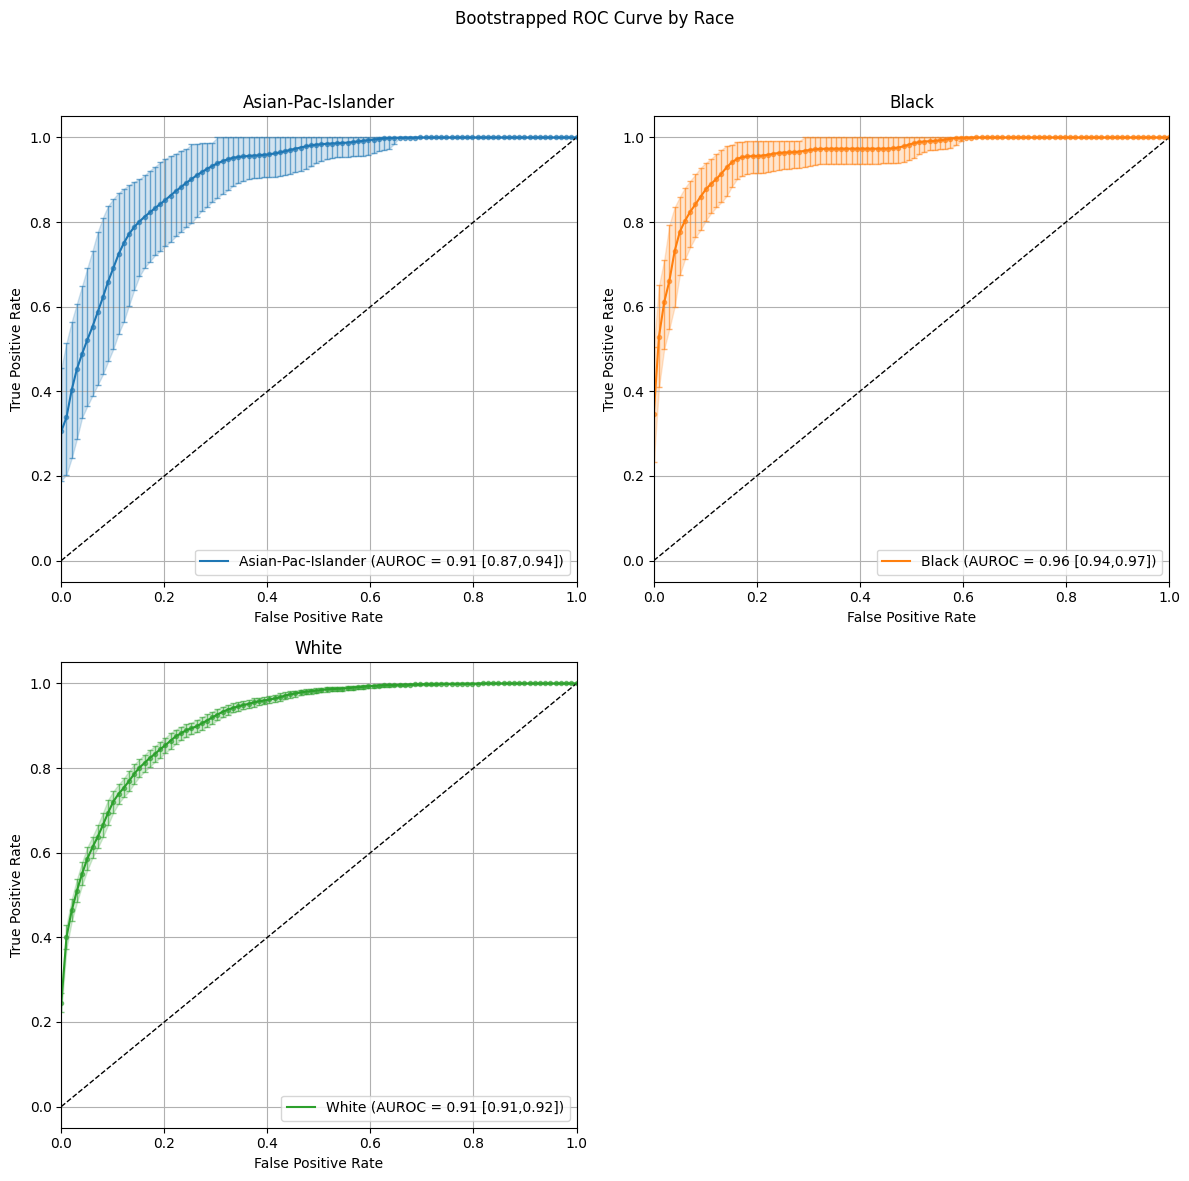 Bootstrapped ROC Curve by Race
Asian-Pac-Islander
True Positive Rate
1.0
0.8
0.6
0.4
0.2
0.0
Asian-Pac-Islander (AUROC = 0.91 [0.87,0.94])
0.0 0.2 0.4 0.6 0.8 1.0
False Positive Rate
Black
True Positive Rate
1.0
0.8
0.6
0.4
0.2
0.0
Black (AUROC = 0.96 [0.94,0.97])
0.0 0.2 0.4 0.6 0.8 1.0
False Positive Rate
White
True Positive Rate
1.0
0.8
0.6
0.4
0.2
0.0
White (AUROC = 0.91 [0.91,0.92])
0.0 0.2 0.4 0.6 0.8 1.0
False Positive Rate